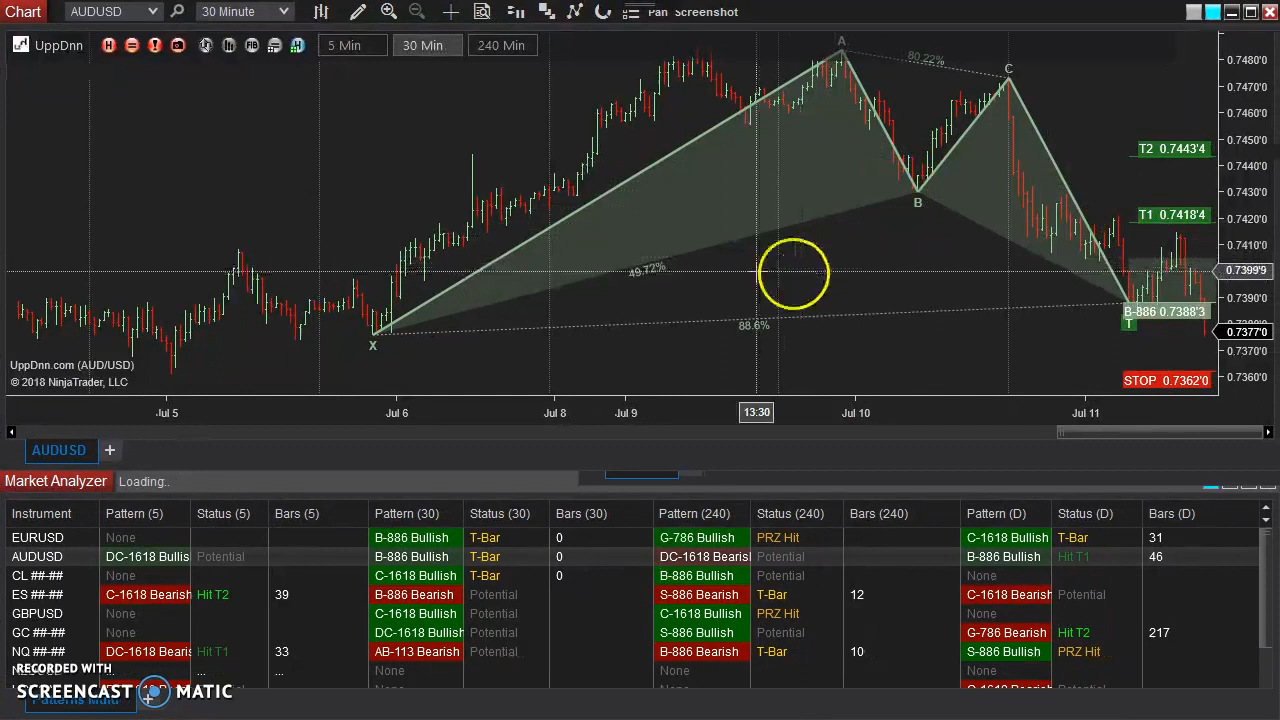 Chart AUDUSD 30 Minute Pan Screenshot
UppDnn H = ! FIB H 5 Min 30 Min 240 Min
A
80.22%
C
0.7480'0
0.7470'0
0.7460'0
0.7450'0
T2 0.7443'4
0.7440'0
0.7430'0
B
T1 0.7418'4
0.7420'0
0.7410'0
49.72%
0.7399'9
0.7390'0
B-886 0.7388'3
88.6%
T
0.7377'0
X
UppDnn.com (AUD/USD)
0.7370'0
© 2018 NinjaTrader, LLC
STOP 0.7362'0
0.7360'0
Jul 5 Jul 6 Jul 8 Jul 9 13:30 Jul 10 Jul 11
AUDUSD +
Market Analyzer Loading..
Instrument Pattern (5) Status (5) Bars (5) Pattern (30) Status (30) Bars (30) Pattern (240) Status (240) Bars (240) Pattern (D) Status (D) Bars (D)
EURUSD None B-886 Bullish T-Bar 0 G-786 Bullish PRZ Hit C-1618 Bullish T-Bar 31
AUDUSD DC-1618 Bullis Potential B-886 Bullish T-Bar 0 DC-1618 Bearis Potential B-886 Bullish Hit T1 46
CL ##-## None C-1618 Bullish T-Bar 0 B-886 Bullish Potential None
ES ##-## C-1618 Bearish Hit T2 39 B-886 Bearish Potential S-886 Bearish T-Bar 12 C-1618 Bearish Potential
GBPUSD None C-1618 Bullish Potential C-1618 Bullish PRZ Hit None
GC ##-## None DC-1618 Bullish Potential S-886 Bullish Potential G-786 Bearish Hit T2 217
NQ ##-## DC-1618 Bearis Hit T1 33 AB-113 Bearish Potential B-886 Bearish T-Bar 10 S-886 Bullish PRZ Hit
... ... None None None
RECORDED WITH
SCREENCAST MATIC
Patterns Multi